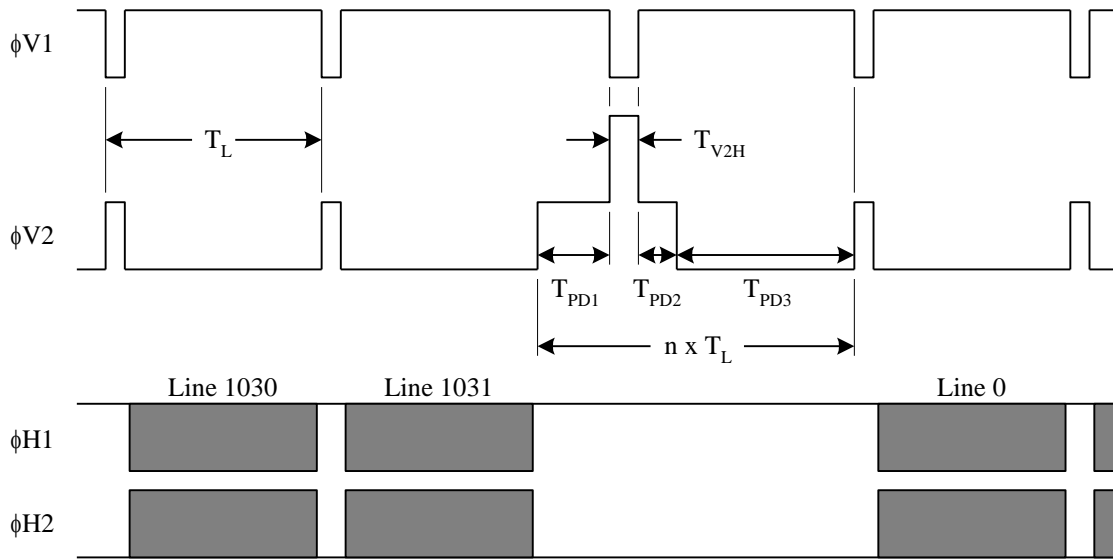 ϕV1
T_L
T_V2H
ϕV2
T_PD1 T_PD2 T_PD3
n x T_L
Line 1030 Line 1031 Line 0
ϕH1
ϕH2